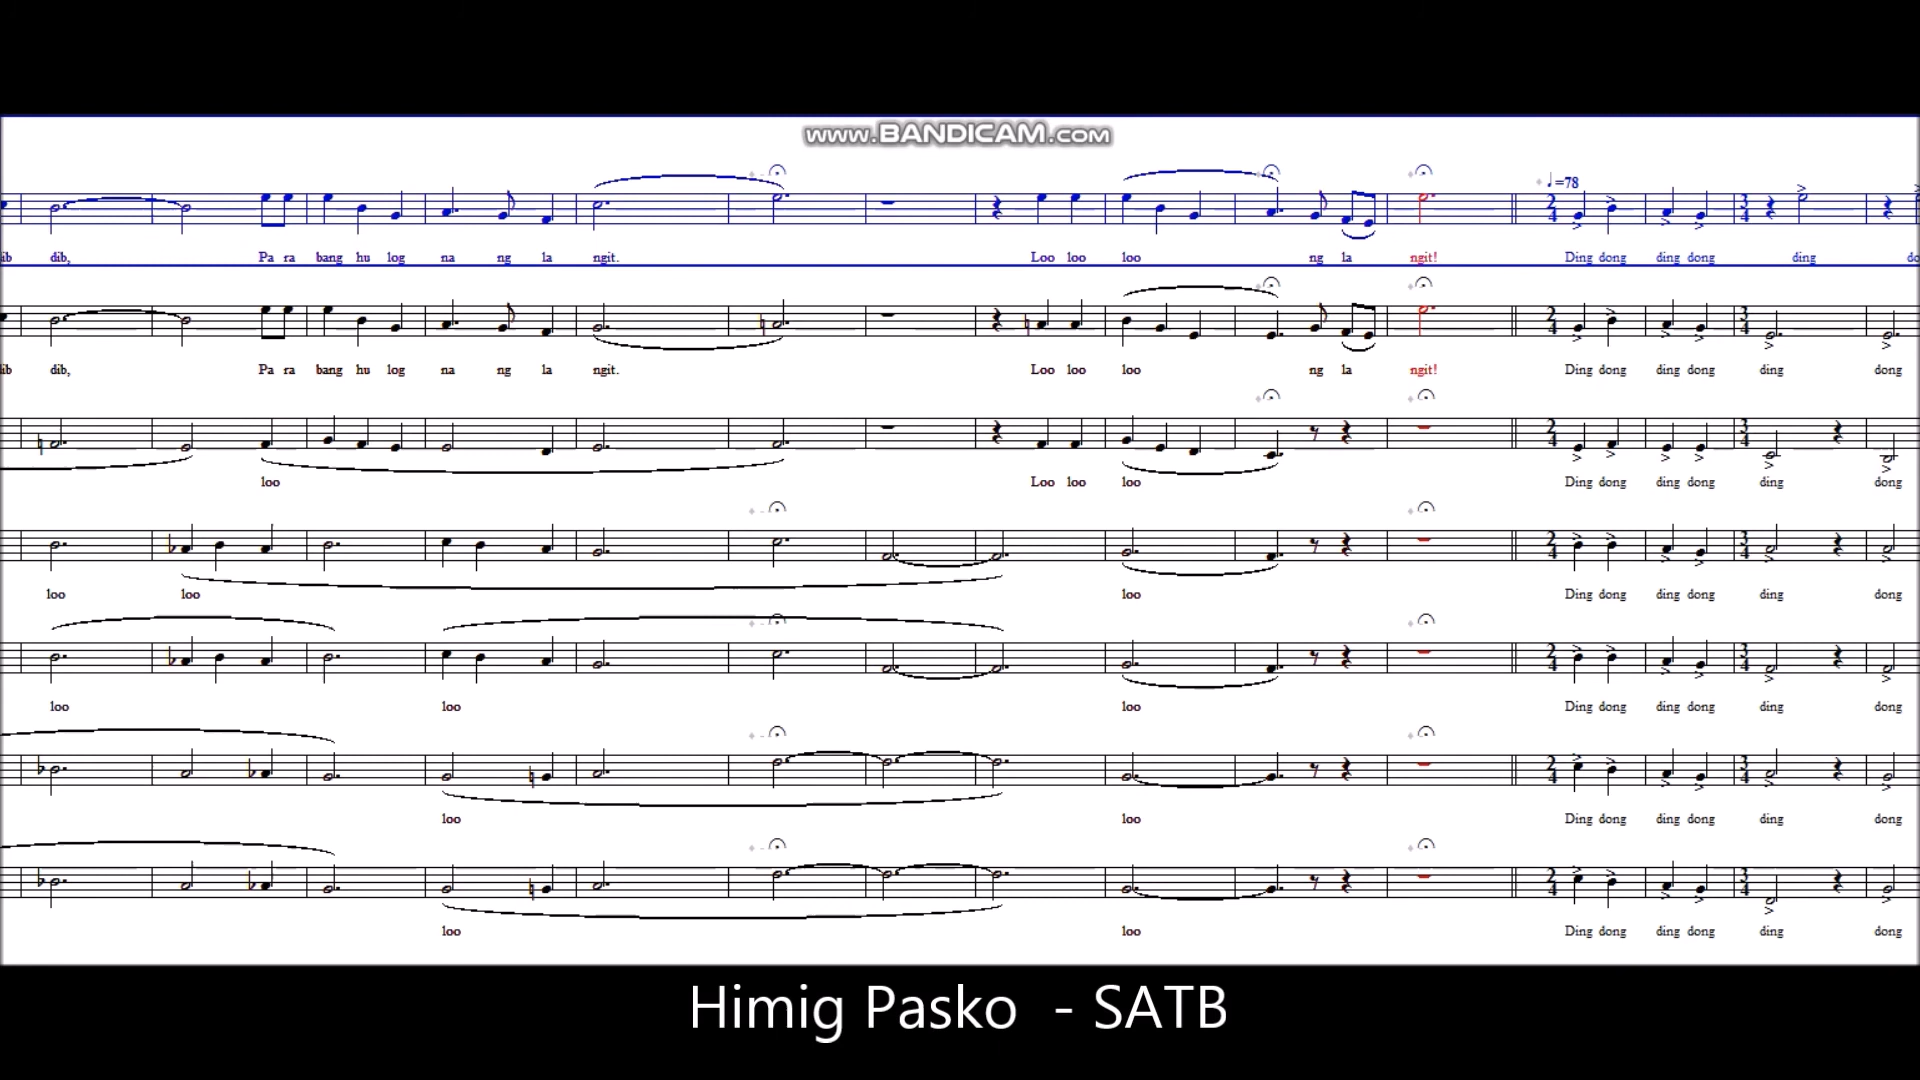 www.BANDICAM.com
♩=78
ib dib, Pa ra bang hu log na ng la ngit. Loo loo loo ng la ngit! Ding dong ding dong ding do
ib dib, Pa ra bang hu log na ng la ngit. Loo loo loo ng la ngit! Ding dong ding dong ding dong
loo Loo loo loo Ding dong ding dong ding dong
loo loo loo Ding dong ding dong ding dong
loo loo loo Ding dong ding dong ding dong
loo loo Ding dong ding dong ding dong
loo loo Ding dong ding dong ding dong
Himig Pasko - SATB